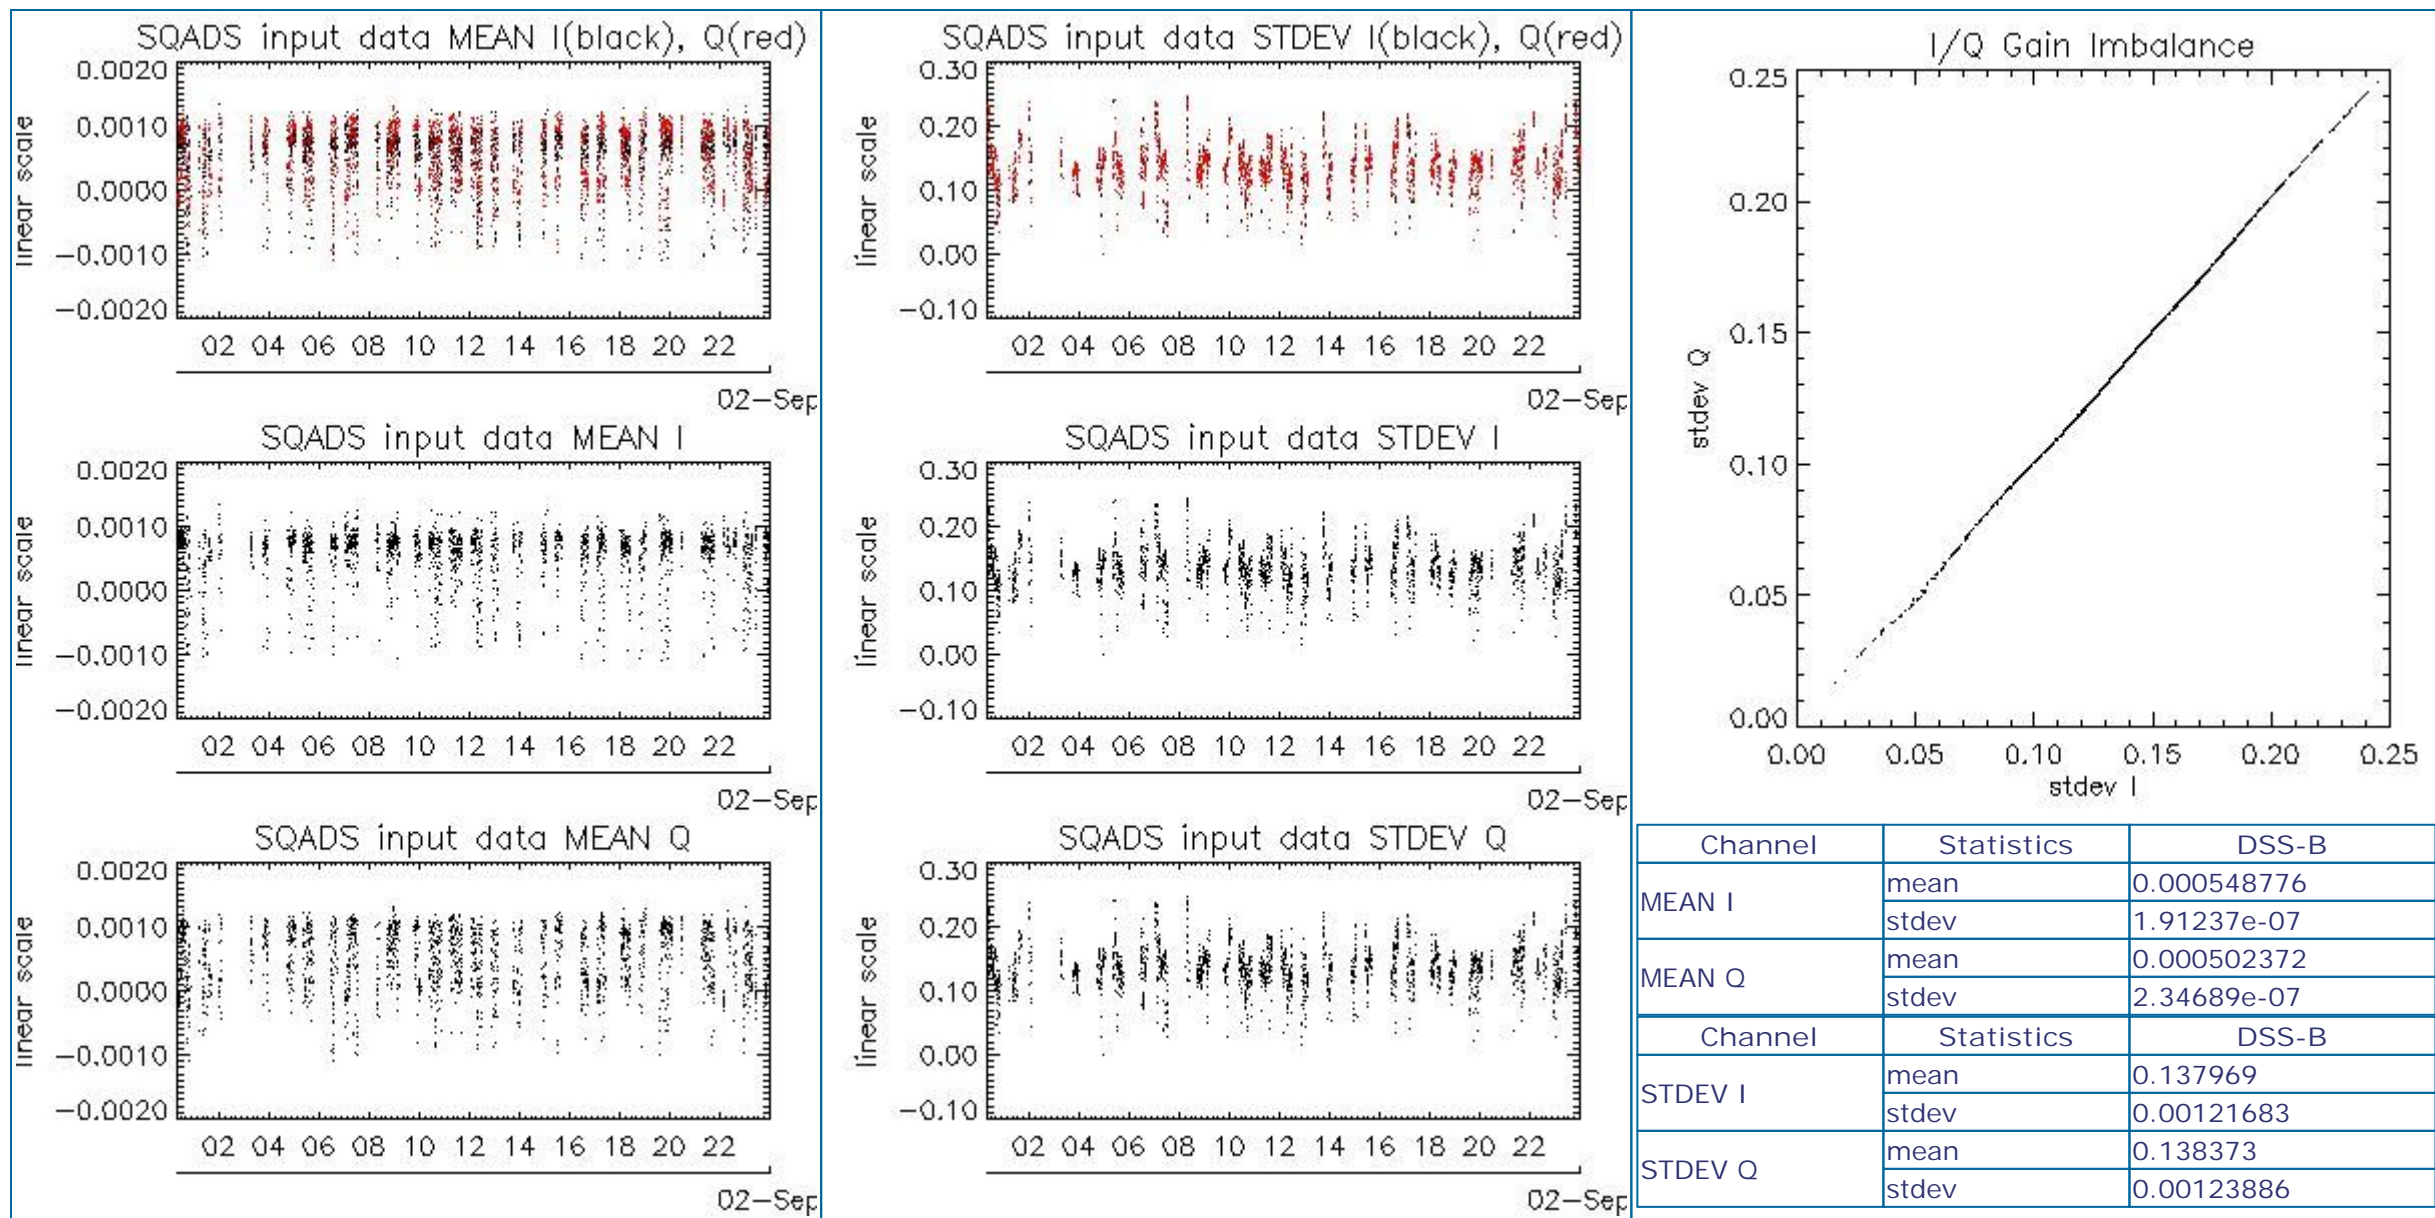 SQADS input data MEAN I(black), Q(red)
0.0020
0.0010
0.0000
−0.0010
−0.0020
linear scale
02 04 06 08 10 12 14 16 18 20 22
02−Sep
SQADS input data MEAN I
0.0020
0.0010
0.0000
−0.0010
−0.0020
linear scale
02 04 06 08 10 12 14 16 18 20 22
02−Sep
SQADS input data MEAN Q
0.0020
0.0010
0.0000
−0.0010
−0.0020
linear scale
02 04 06 08 10 12 14 16 18 20 22
02−Sep
SQADS input data STDEV I(black), Q(red)
0.30
0.20
0.10
0.00
−0.10
linear scale
02 04 06 08 10 12 14 16 18 20 22
02−Sep
SQADS input data STDEV I
0.30
0.20
0.10
0.00
−0.10
linear scale
02 04 06 08 10 12 14 16 18 20 22
02−Sep
SQADS input data STDEV Q
0.30
0.20
0.10
0.00
−0.10
linear scale
02 04 06 08 10 12 14 16 18 20 22
02−Sep
I/Q Gain Imbalance
0.25
0.20
0.15
0.10
0.05
0.00
stdev Q
0.00 0.05 0.10 0.15 0.20 0.25
stdev I
Channel Statistics DSS-B
MEAN I mean 0.000548776
stdev 1.91237e-07
MEAN Q mean 0.000502372
stdev 2.34689e-07
Channel Statistics DSS-B
STDEV I mean 0.137969
stdev 0.00121683
STDEV Q mean 0.138373
stdev 0.00123886